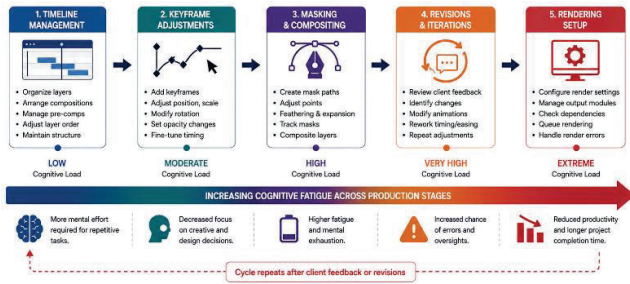 1. TIMELINE
MANAGEMENT
• Organize layers
• Arrange compositions
• Manage pre-comps
• Adjust layer order
• Maintain structure
LOW
Cognitive Load
2. KEYFRAME
ADJUSTMENTS
• Add keyframes
• Adjust position, scale
• Modify rotation
• Set opacity changes
• Fine-tune timing
MODERATE
Cognitive Load
3. MASKING
& COMPOSITING
• Create mask paths
• Adjust points
• Feathering & expansion
• Track masks
• Composite layers
HIGH
Cognitive Load
4. REVISIONS
& ITERATIONS
• Review client feedback
• Identify changes
• Modify animations
• Rework timing/easing
• Repeat adjustments
VERY HIGH
Cognitive Load
5. RENDERING
SETUP
• Configure render settings
• Manage output modules
• Check dependencies
• Queue rendering
• Handle render errors
EXTREME
Cognitive Load
INCREASING COGNITIVE FATIGUE ACROSS PRODUCTION STAGES
More mental effort
required for repetitive
tasks.
Decreased focus
on creative and
design decisions.
Higher fatigue
and mental
exhaustion.
Increased chance
of errors and
oversights.
Reduced productivity
and longer project
completion time.
Cycle repeats after client feedback or revisions